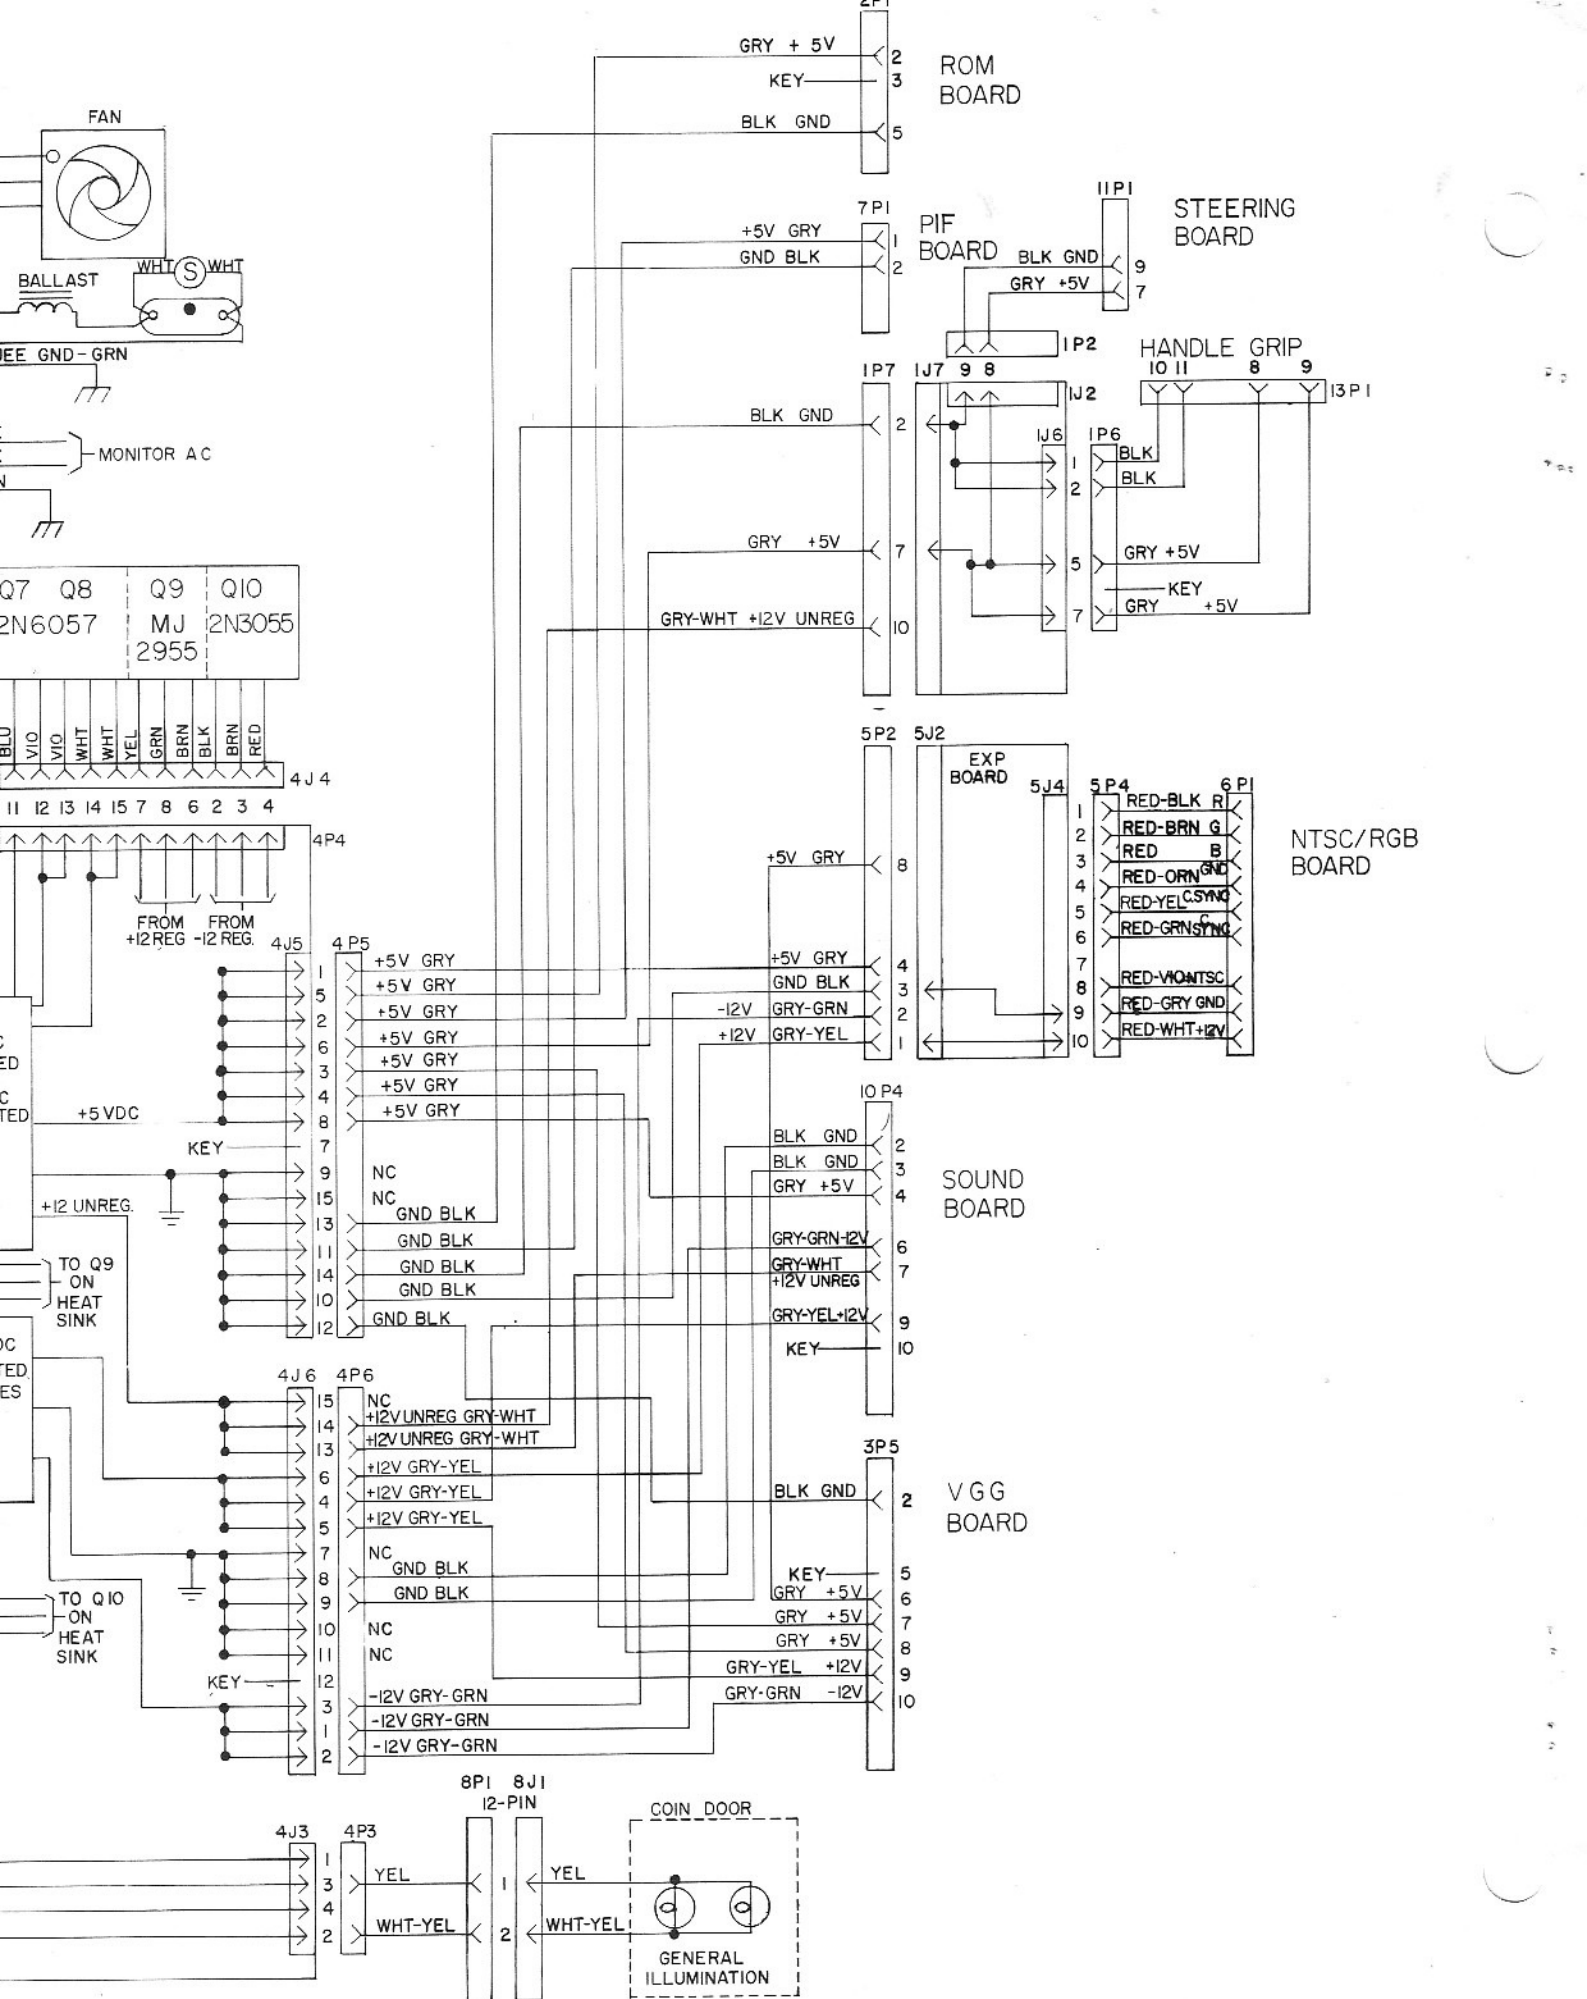 2P1
GRY + 5V
2
KEY
3
BLK GND
5
ROM
BOARD
FAN
BALLAST
WHT
S
WHT
GND-GRN
MONITOR AC
7P1
+5V GRY
1
GND BLK
2
PIF
BOARD
11P1
STEERING
BOARD
BLK GND
9
GRY +5V
7
1P2
9 8
1J2
HANDLE GRIP
10 11 8 9
13P1
1P7
1J7
BLK GND
2
GRY +5V
7
GRY-WHT +12V UNREG
10
1J6
1P6
1
BLK
2
BLK
5
GRY +5V
KEY
7
GRY +5V
Q7 Q8
2N6057
Q9
MJ
2955
Q10
2N3055
BLU
VIO
VIO
WHT
WHT
YEL
GRN
BRN
BLK
BRN
RED
4J4
11 12 13 14 15 7 8 6 2 3 4
4P4
FROM
+12 REG
FROM
-12 REG.
5P2
5J2
EXP
BOARD
5J4
5P4
6P1
+5V GRY
8
+5V GRY
4
GND BLK
3
-12V GRY-GRN
2
+12V GRY-YEL
1
1
RED-BLK R
2
RED-BRN G
3
RED B
4
RED-ORN GND
5
RED-YEL C.SYNC
6
RED-GRN C SYNC
7
8
RED-VIO NTSC
9
RED-GRY GND
10
RED-WHT +12V
NTSC/RGB
BOARD
4J5
4P5
1
+5V GRY
5
+5V GRY
2
+5V GRY
6
+5V GRY
3
+5V GRY
4
+5V GRY
8
+5V GRY
+5VDC
KEY
7
9
NC
15
NC
13
GND BLK
11
GND BLK
14
GND BLK
10
GND BLK
12
GND BLK
+12 UNREG.
TO Q9
ON
HEAT
SINK
10P4
BLK GND
2
BLK GND
3
GRY +5V
4
GRY-GRN-12V
6
GRY-WHT
+12V UNREG
7
GRY-YEL+12V
9
KEY
10
SOUND
BOARD
4J6
4P6
15
NC
14
+12V UNREG GRY-WHT
13
+12V UNREG GRY-WHT
6
+12V GRY-YEL
4
+12V GRY-YEL
5
+12V GRY-YEL
7
NC
8
GND BLK
9
GND BLK
10
NC
11
NC
KEY
12
3
-12V GRY-GRN
1
-12V GRY-GRN
2
-12V GRY-GRN
TO Q10
ON
HEAT
SINK
3P5
BLK GND
2
KEY
5
GRY +5V
6
GRY +5V
7
GRY +5V
8
GRY-YEL +12V
9
GRY-GRN -12V
10
VGG
BOARD
8P1 8J1
12-PIN
COIN DOOR
4J3
4P3
1
3
YEL
1
YEL
4
2
WHT-YEL
2
WHT-YEL
GENERAL
ILLUMINATION